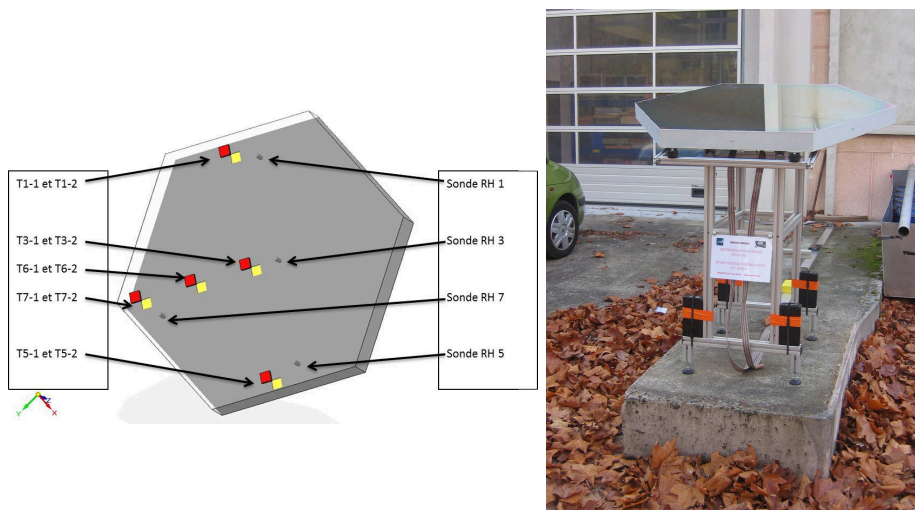 T1-1 et T1-2
T3-1 et T3-2
T6-1 et T6-2
T7-1 et T7-2
T5-1 et T5-2
Sonde RH 1
Sonde RH 3
Sonde RH 7
Sonde RH 5
Y
Z
X